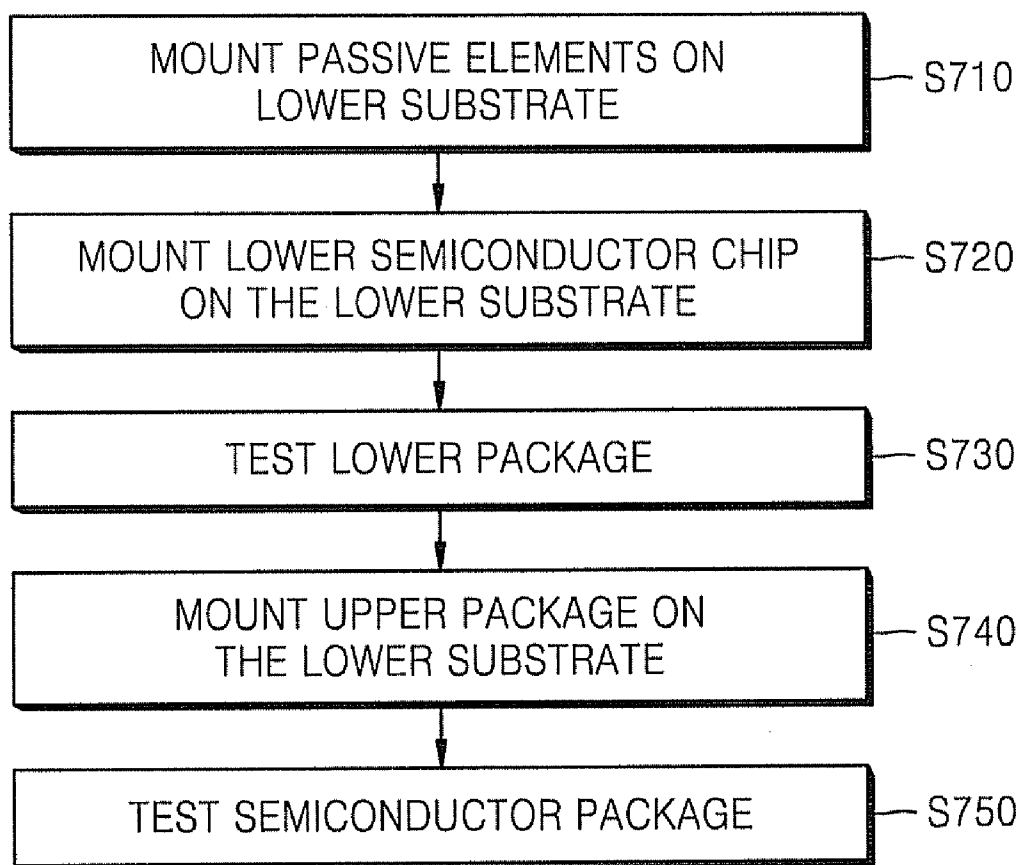 MOUNT PASSIVE ELEMENTS ON
LOWER SUBSTRATE
S710
MOUNT LOWER SEMICONDUCTOR CHIP
ON THE LOWER SUBSTRATE
S720
TEST LOWER PACKAGE
S730
MOUNT UPPER PACKAGE ON
THE LOWER SUBSTRATE
S740
TEST SEMICONDUCTOR PACKAGE
S750